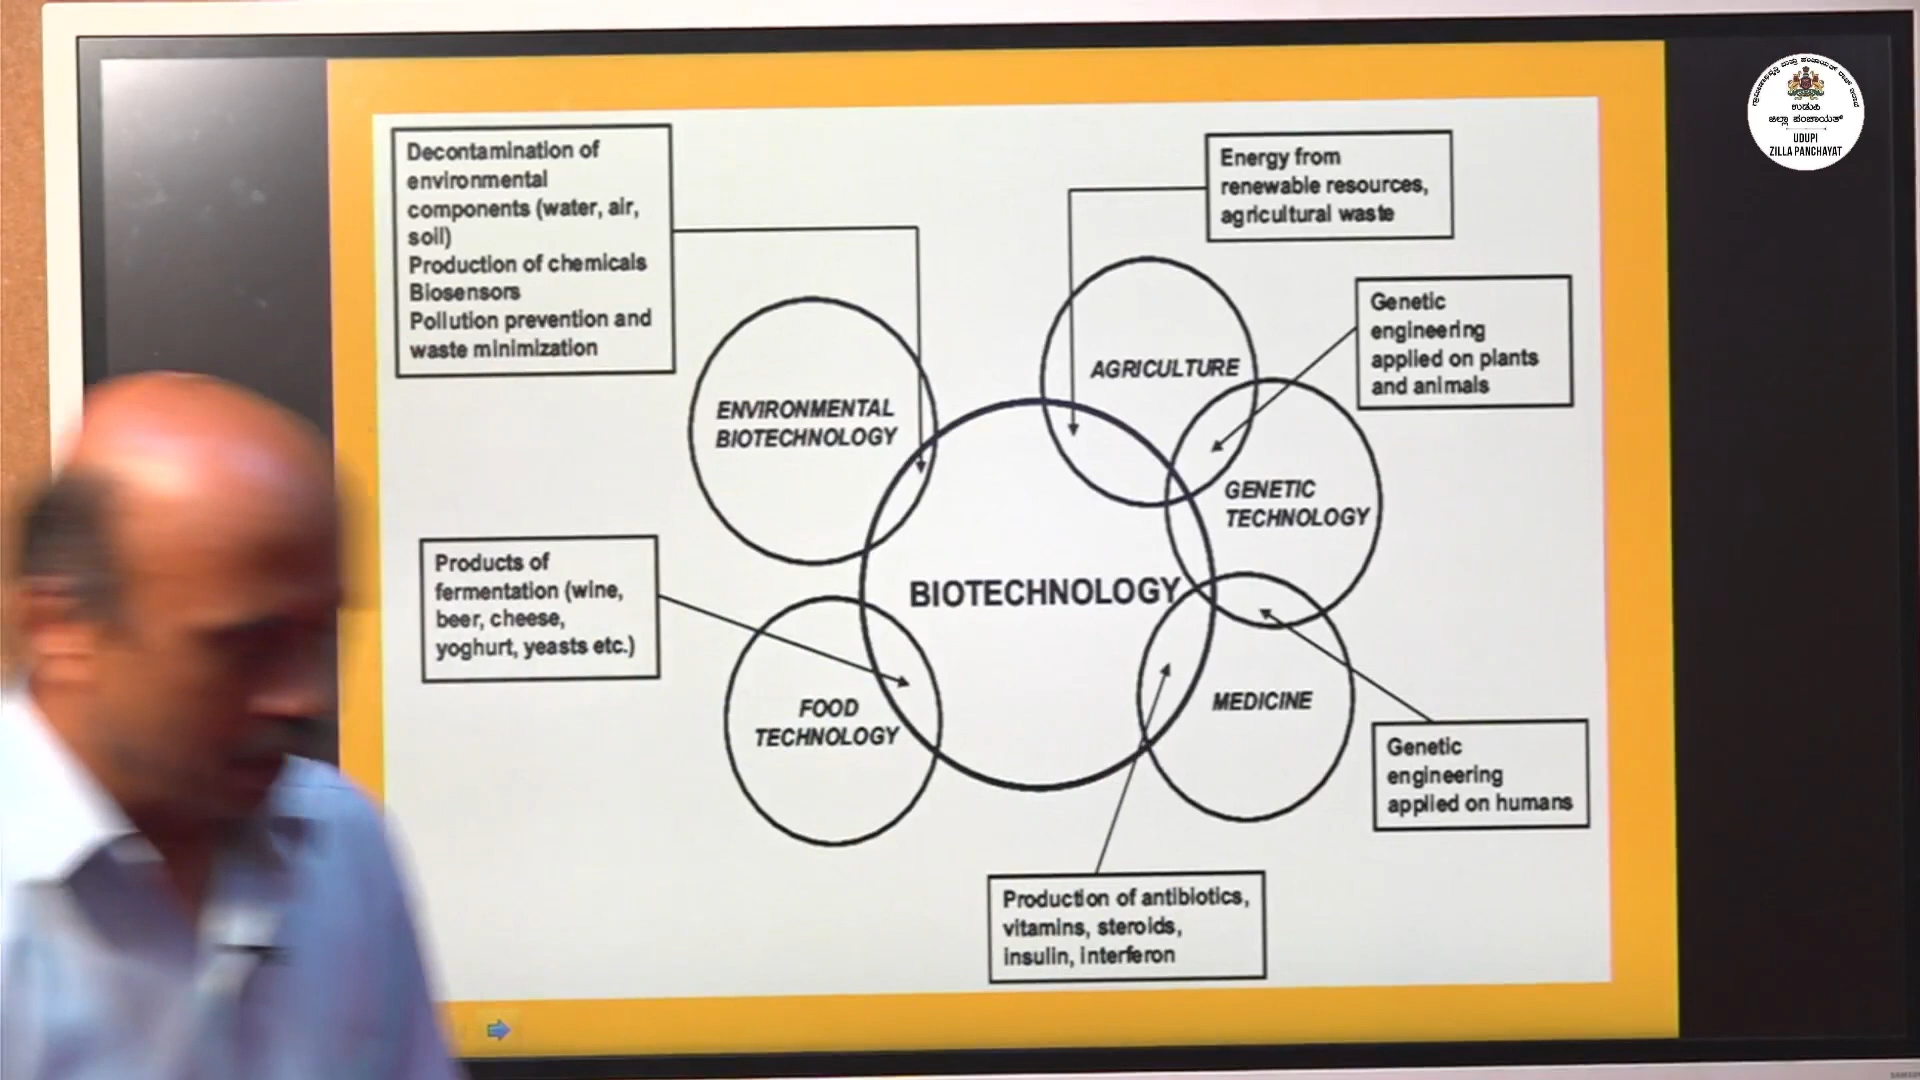 Decontamination of
environmental
components (water, air,
soil)
Production of chemicals
Biosensors
Pollution prevention and
waste minimization
Energy from
renewable resources,
agricultural waste
Genetic
engineering
applied on plants
and animals
AGRICULTURE
ENVIRONMENTAL
BIOTECHNOLOGY
GENETIC
TECHNOLOGY
Products of
fermentation (wine,
beer, cheese,
yoghurt, yeasts etc.)
BIOTECHNOLOGY
FOOD
TECHNOLOGY
MEDICINE
Genetic
engineering
applied on humans
Production of antibiotics,
vitamins, steroids,
insulin, interferon
ಉಡುಪಿ
ಜಿಲ್ಲಾ ಪಂಚಾಯತ್
UDUPI
ZILLA PANCHAYAT
SAMSUNG